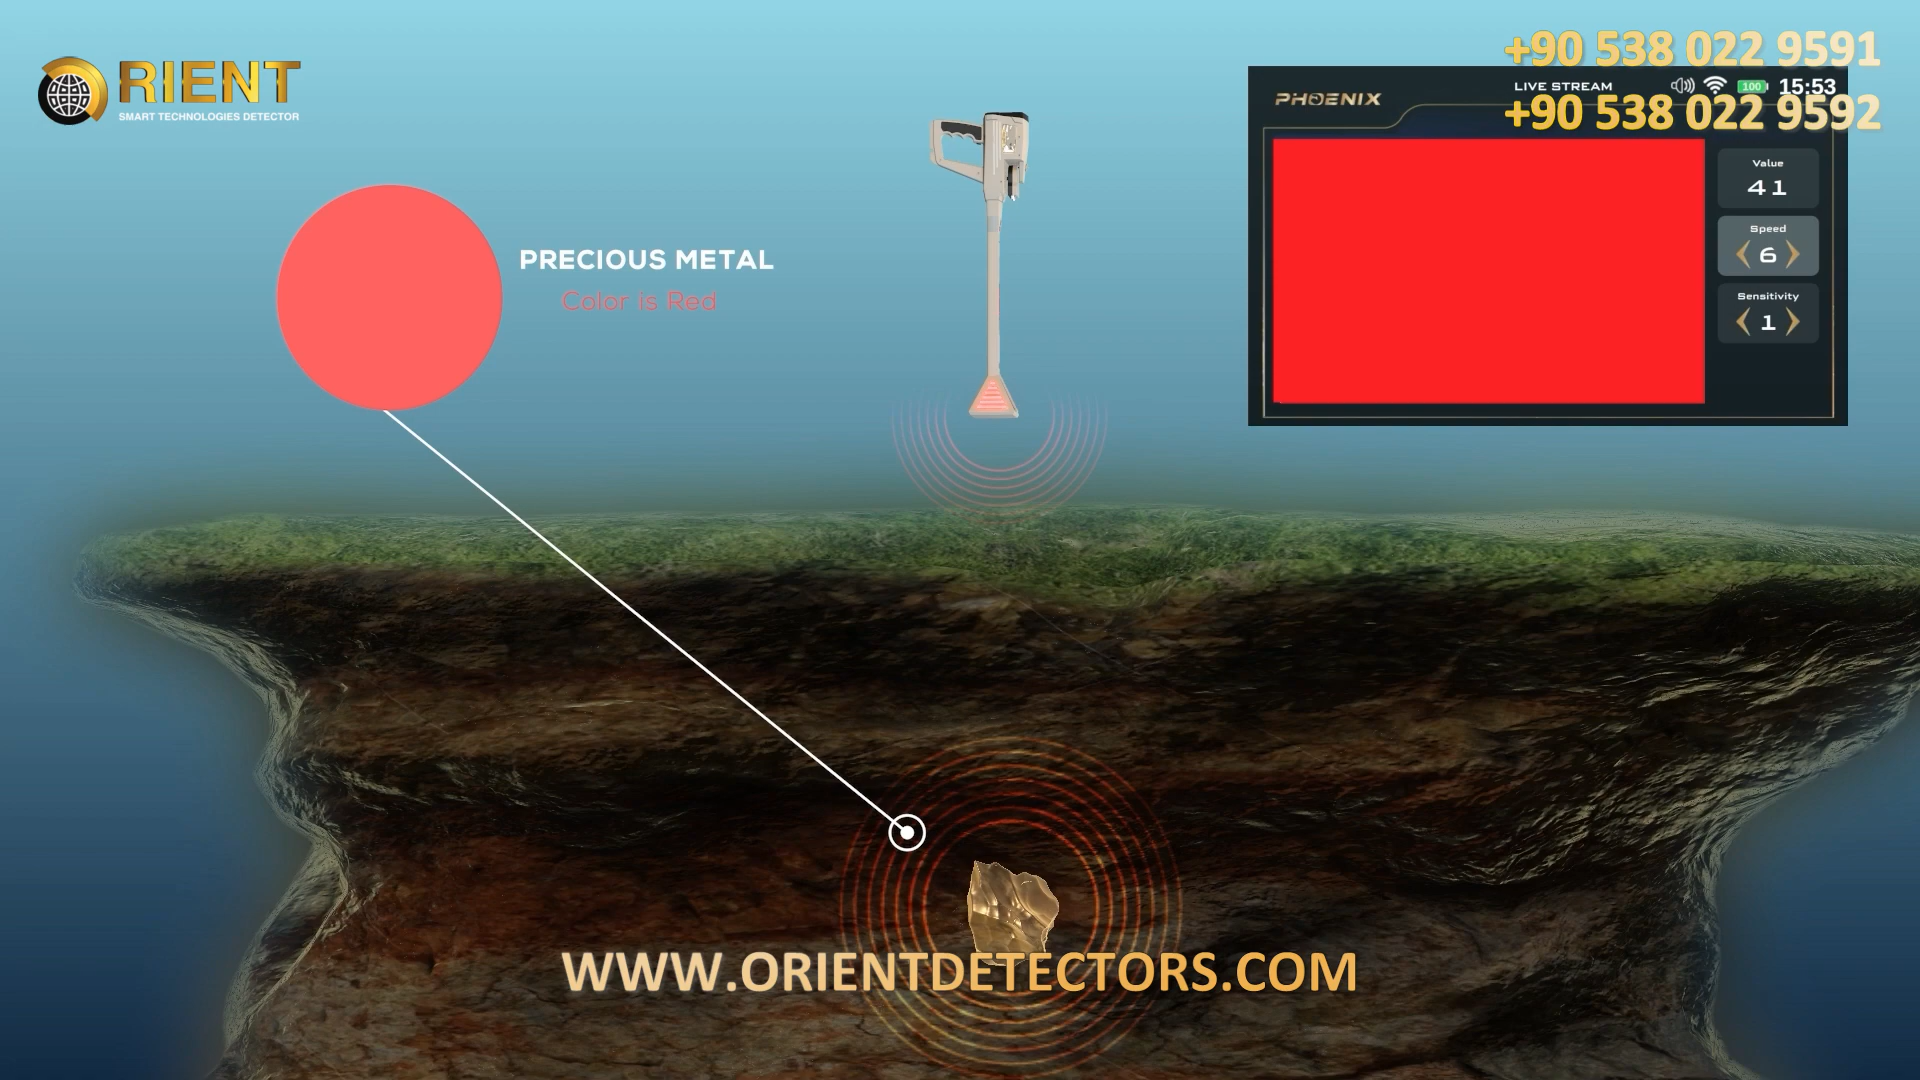 ORIENT
SMART TECHNOLOGIES DETECTOR
+90 538 022 9591
+90 538 022 9592
PHOENIX
LIVE STREAM
100
15:53
Value
41
Speed
6
Sensitivity
1
PRECIOUS METAL
Color is Red
WWW.ORIENTDETECTORS.COM